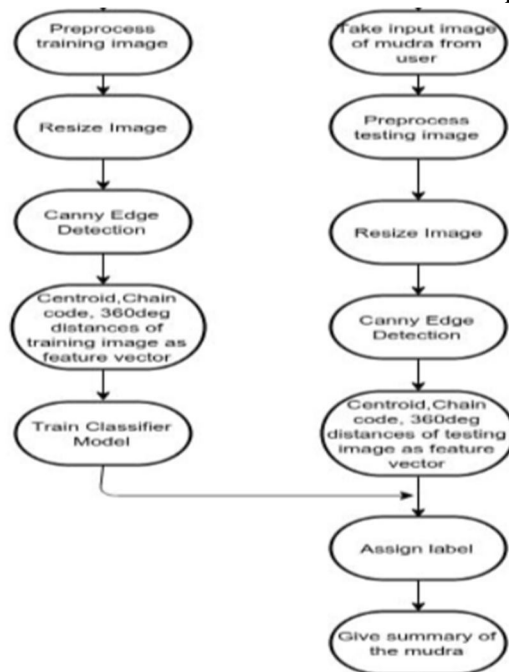 Preprocess
training image
Resize Image
Canny Edge
Detection
Centroid,Chain
code, 360deg
distances of
training image as
feature vector
Train Classifier
Model
Take input image
of mudra from
user
Preprocess
testing image
Resize Image
Canny Edge
Detection
Centroid,Chain
code, 360deg
distances of testing
image as feature
vector
Assign label
Give summary of
the mudra